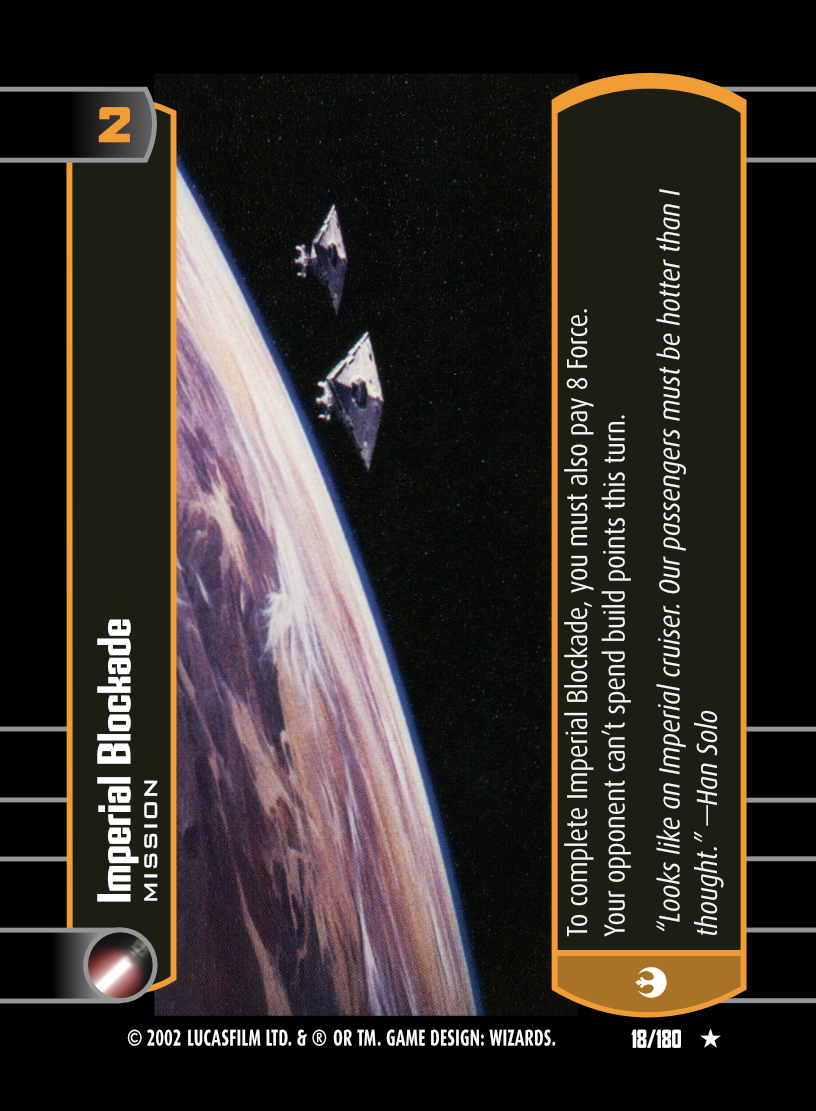 Imperial Blockade
2
MISSION
To complete Imperial Blockade, you must also pay 8 Force.
Your opponent can't spend build points this turn.
“Looks like an Imperial cruiser. Our passengers must be hotter than I
thought.” —Han Solo
© 2002 LUCASFILM LTD. & ® OR TM. GAME DESIGN: WIZARDS.
18/180 ★